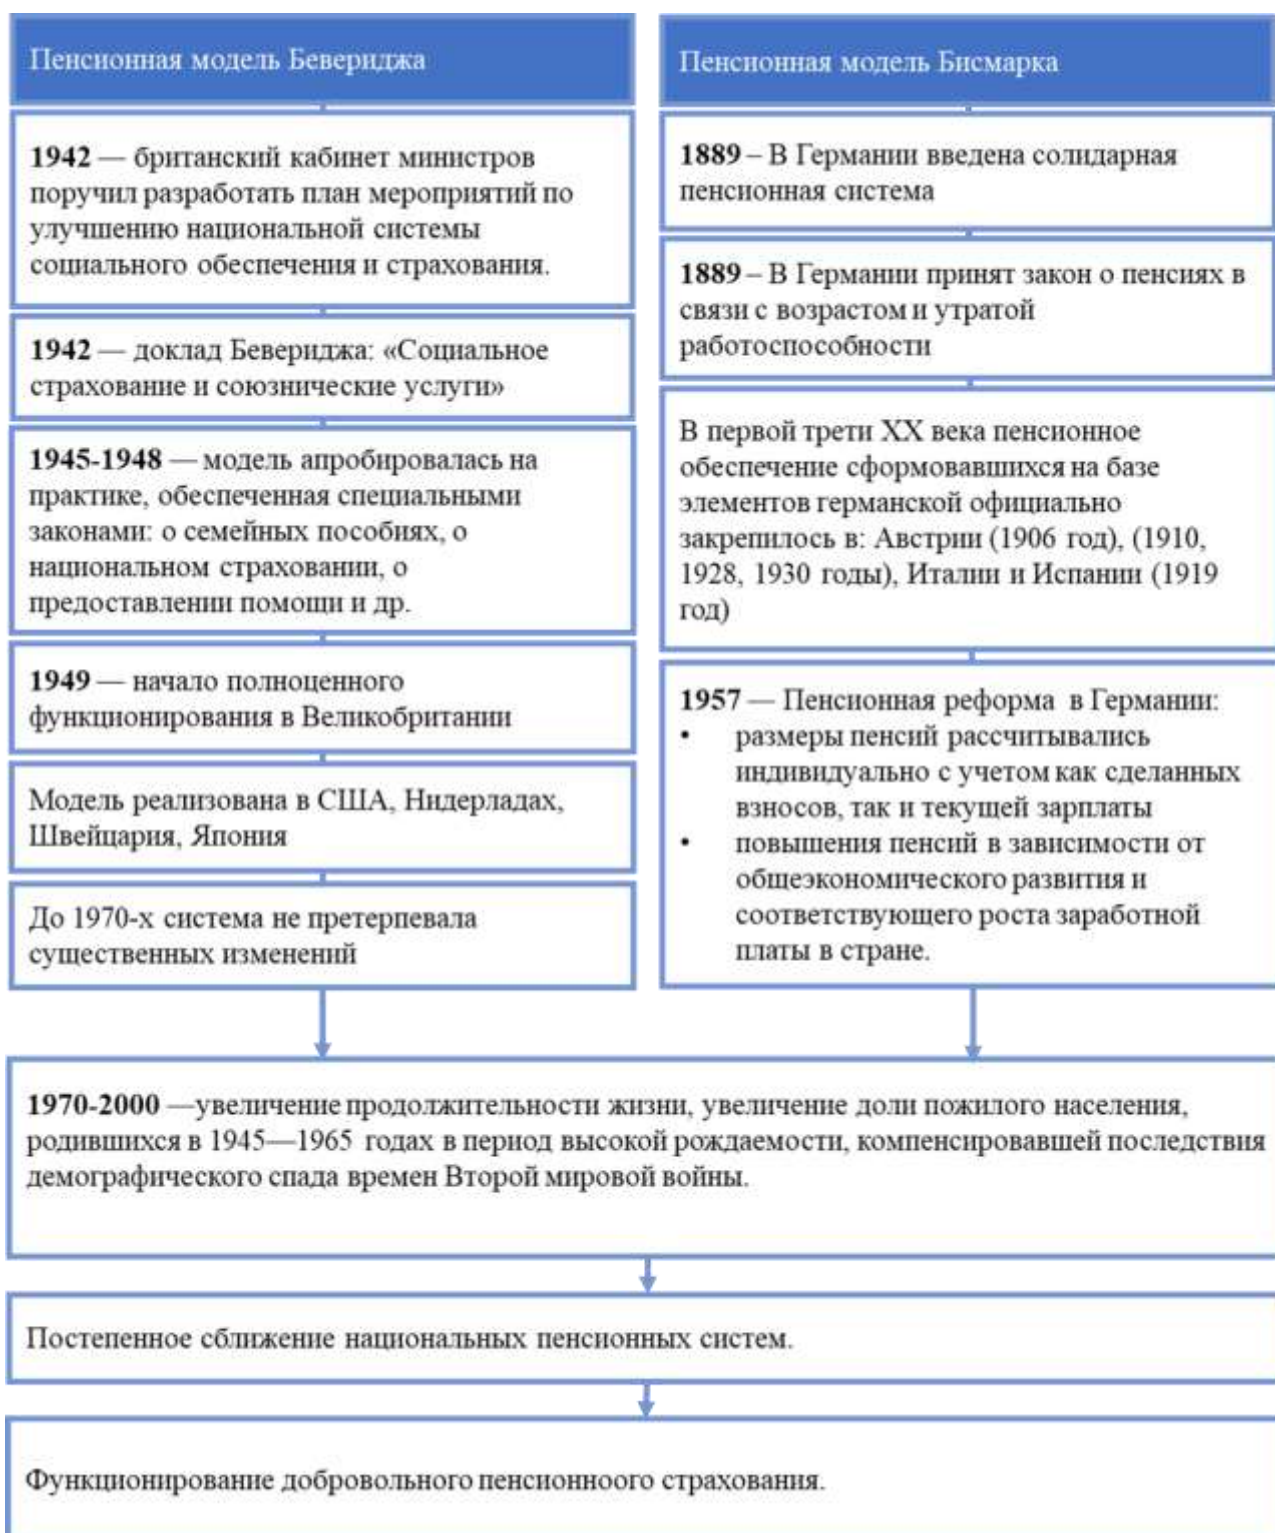 Пенсионная модель Бевериджа
1942 — британский кабинет министров
поручил разработать план мероприятий по
улучшению национальной системы
социального обеспечения и страхования.
1942 — доклад Бевериджа: «Социальное
страхование и союзнические услуги»
1945-1948 — модель апробировалась на
практике, обеспеченная специальными
законами: о семейных пособиях, о
национальном страховании, о
предоставлении помощи и др.
1949 — начало полноценного
функционирования в Великобритании
Модель реализована в США, Нидерладах,
Швейцария, Япония
До 1970-х система не претерпевала
существенных изменений
Пенсионная модель Бисмарка
1889 – В Германии введена солидарная
пенсионная система
1889 – В Германии принят закон о пенсиях в
связи с возрастом и утратой
работоспособности
В первой трети XX века пенсионное
обеспечение сформовавшихся на базе
элементов германской официально
закрепилось в: Австрии (1906 год), (1910,
1928, 1930 годы), Италии и Испании (1919
год)
1957 — Пенсионная реформа в Германии:
• размеры пенсий рассчитывались
индивидуально с учетом как сделанных
взносов, так и текущей зарплаты
• повышения пенсий в зависимости от
общеэкономического развития и
соответствующего роста заработной
платы в стране.
1970-2000 —увеличение продолжительности жизни, увеличение доли пожилого населения,
родившихся в 1945—1965 годах в период высокой рождаемости, компенсировавшей последствия
демографического спада времен Второй мировой войны.
Постепенное сближение национальных пенсионных систем.
Функционирование добровольного пенсионноого страхования.